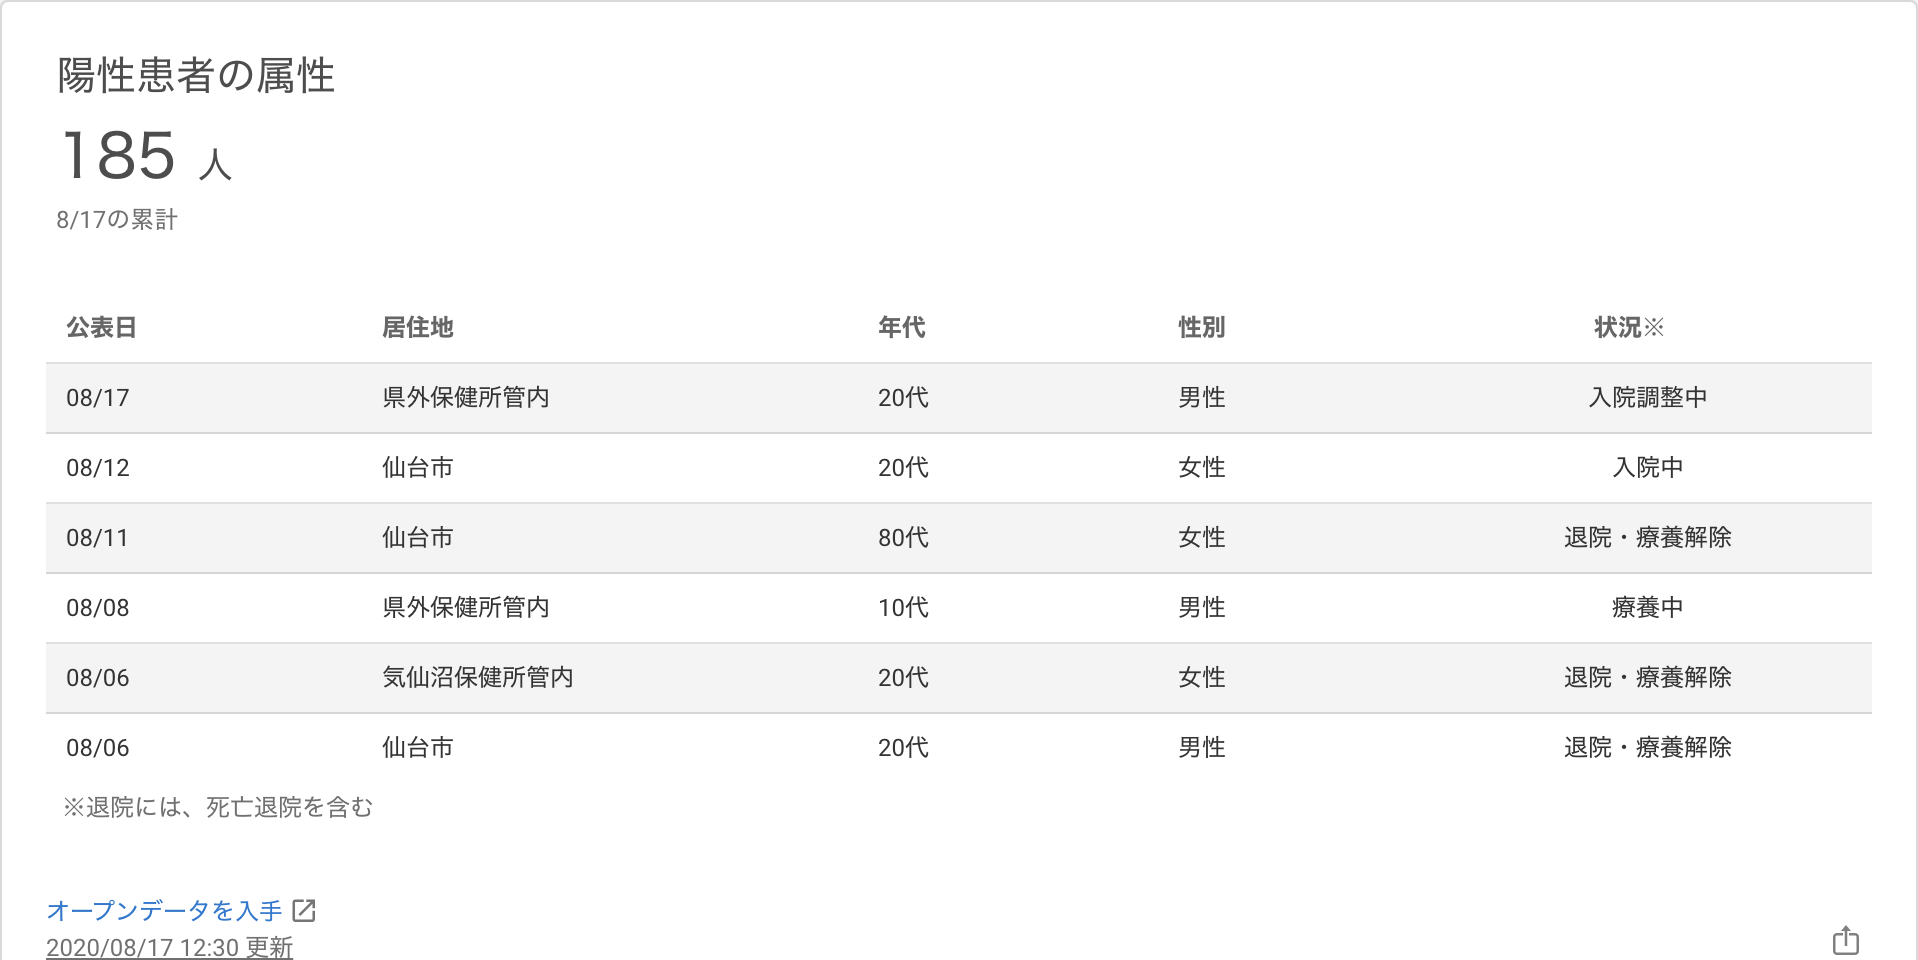 陽性患者の属性
185 人
8/17の累計
公表日 居住地 年代 性別 状況※
08/17 県外保健所管内 20代 男性 入院調整中
08/12 仙台市 20代 女性 入院中
08/11 仙台市 80代 女性 退院・療養解除
08/08 県外保健所管内 10代 男性 療養中
08/06 気仙沼保健所管内 20代 女性 退院・療養解除
08/06 仙台市 20代 男性 退院・療養解除
※退院には、死亡退院を含む
オープンデータを入手
2020/08/17 12:30 更新